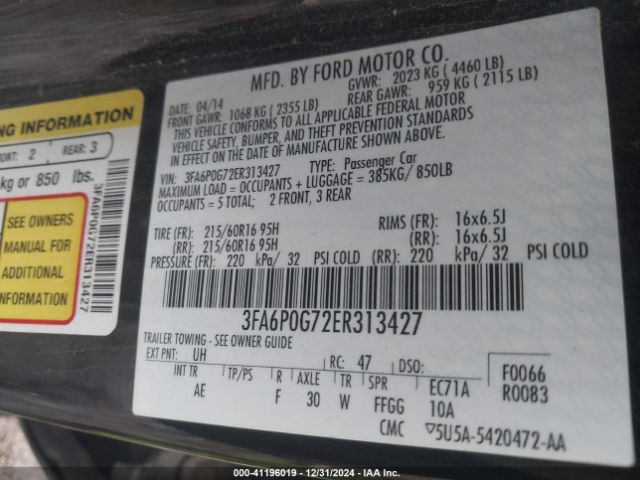 MFD. BY FORD MOTOR CO.
DATE: 04/14 GVWR: 2023 KG ( 4460 LB)
FRONT GAWR: 1068 KG ( 2355 LB) REAR GAWR: 959 KG ( 2115 LB)
THIS VEHICLE CONFORMS TO ALL APPLICABLE FEDERAL MOTOR
VEHICLE SAFETY, BUMPER, AND THEFT PREVENTION STANDARDS
IN EFFECT ON THE DATE OF MANUFACTURE SHOWN ABOVE.
VIN: 3FA6P0G72ER313427 TYPE: Passenger Car
MAXIMUM LOAD = OCCUPANTS + LUGGAGE = 385KG/ 850LB
OCCUPANTS = 5 TOTAL; 2 FRONT, 3 REAR
TIRE (FR): 215/60R16 95H RIMS (FR): 16x6.5J
(RR): 215/60R16 95H (RR): 16x6.5J
PRESSURE (FR): 220 kPa/ 32 PSI COLD (RR): 220 kPa/ 32 PSI COLD
3FA6P0G72ER313427
TRAILER TOWING - SEE OWNER GUIDE
EXT PNT: UH RC: 47 DSO: F0066
INT TR TP/PS R AXLE TR SPR EC71A R0083
AE F 30 W FFGG 10A
CMC ▽5U5A-5420472-AA
NG INFORMATION
RONT: 2 REAR: 3
kg or 850 lbs.
SEE OWNERS
MANUAL FOR
ADDITIONAL
INFORMATION
3FA6P0G72ER313427
000-41196019 - 12/31/2024 - IAA Inc.